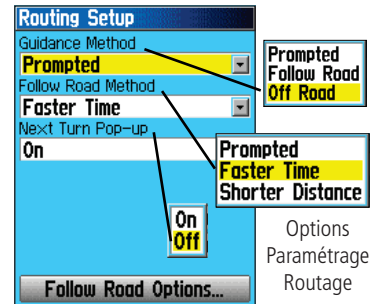 Routing Setup
Guidance Method
Prompted
Follow Road Method
Faster Time
Next Turn Pop-up
On
On
Off
Follow Road Options...
Prompted
Follow Road
Off Road
Prompted
Faster Time
Shorter Distance
Options
Paramétrage
Routage